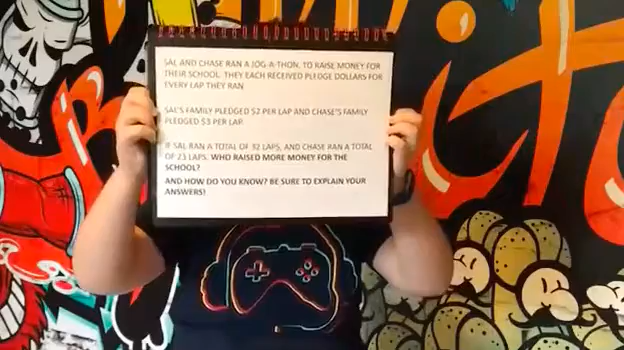 SAL AND CHASE RAN A JOG-A-THON, TO RAISE MONEY FOR
THEIR SCHOOL. THEY EACH RECEIVED PLEDGE DOLLARS FOR
EVERY LAP THEY RAN.
SAL'S FAMILY PLEDGED $2 PER LAP AND CHASE'S FAMILY
PLEDGED $3 PER LAP.
IF SAL RAN A TOTAL OF 32 LAPS, AND CHASE RAN A TOTAL
OF 23 LAPS. WHO RAISED MORE MONEY FOR THE
SCHOOL?
AND HOW DO YOU KNOW? BE SURE TO EXPLAIN YOUR
ANSWERS!